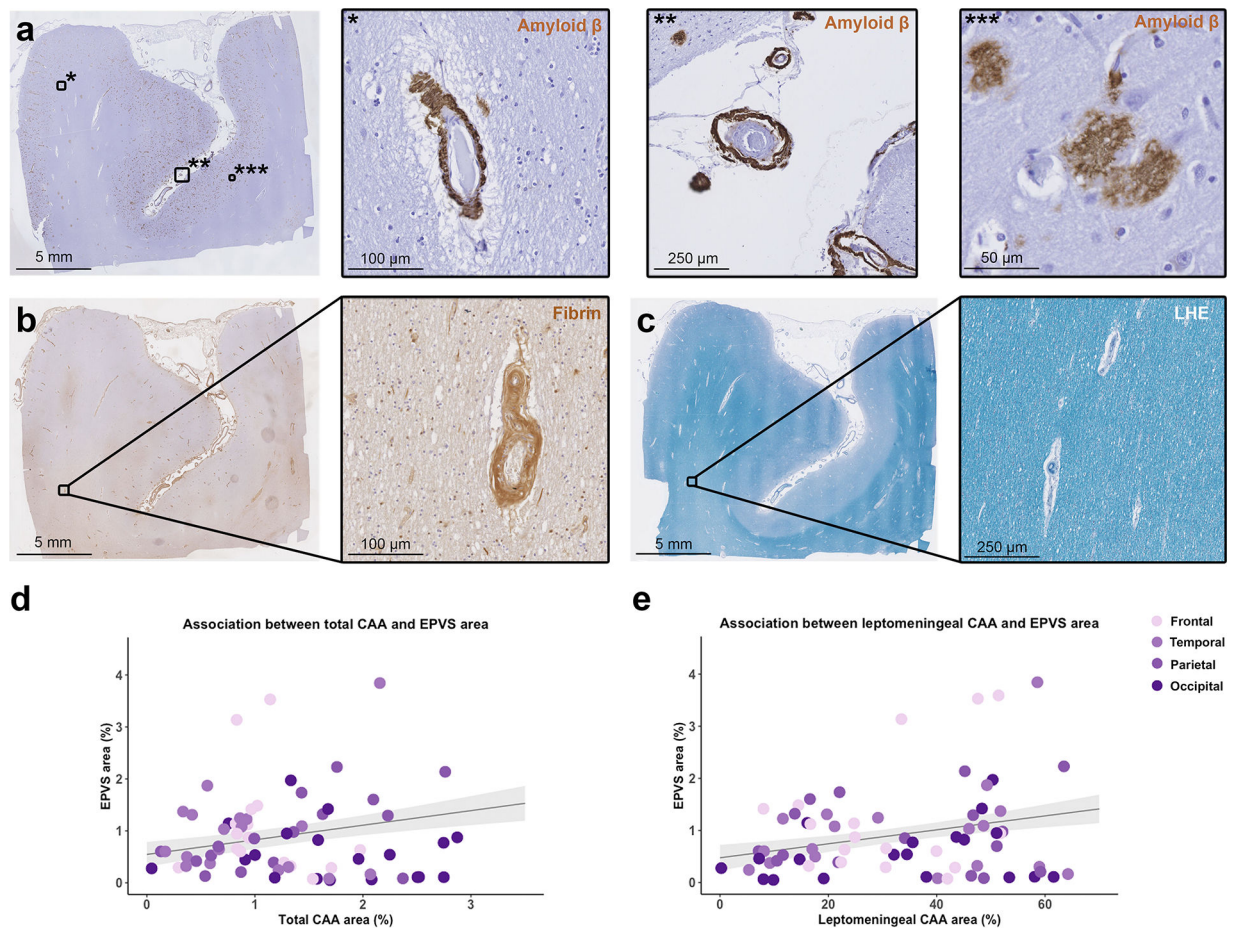 a
*
**
***
5 mm
*
Amyloid β
100 µm
**
Amyloid β
250 µm
***
Amyloid β
50 µm
b
5 mm
Fibrin
100 µm
c
5 mm
LHE
250 µm
d
Association between total CAA and EPVS area
EPVS area (%)
4
3
2
1
0
0 1 2 3
Total CAA area (%)
e
Association between leptomeningeal CAA and EPVS area
EPVS area (%)
4
3
2
1
0
0 20 40 60
Leptomeningeal CAA area (%)
Frontal
Temporal
Parietal
Occipital